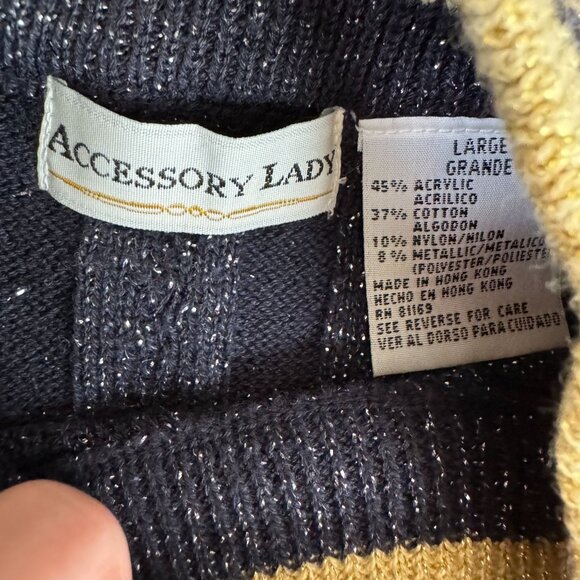 ACCESSORY LADY
LARGE
GRANDE
45% ACRYLIC
ACRILICO
37% COTTON
ALGODON
10% NYLON/NILON
8% METALLIC/METALICO
(POLYESTER/POLIESTER)
MADE IN HONG KONG
HECHO EN HONG KONG
RN 81169
SEE REVERSE FOR CARE
VER AL DORSO PARA CUIDADO